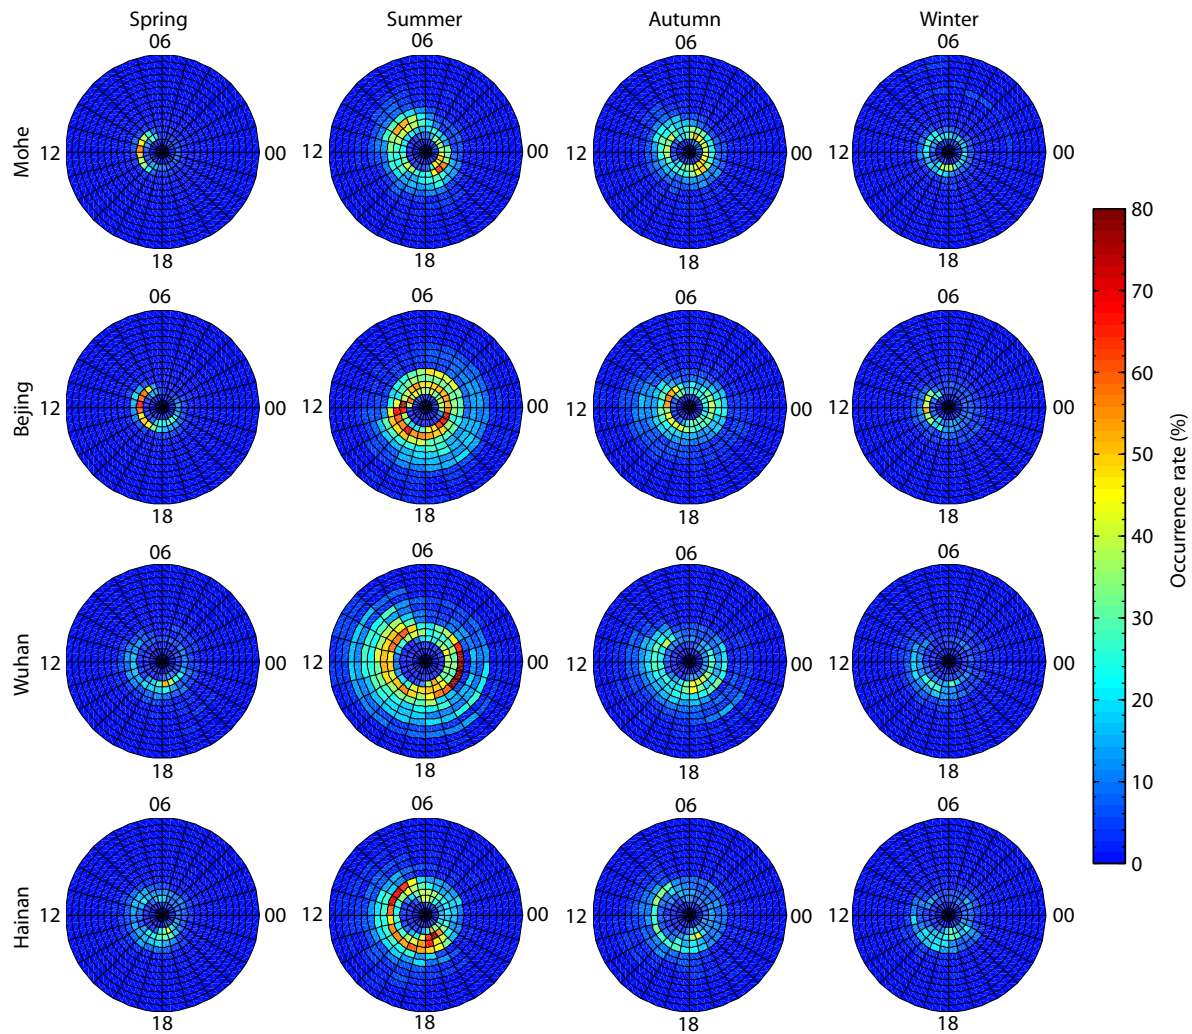 Spring Summer Autumn Winter
06 06 06 06
Mohe 12 00 12 00 12 00 12 00
18 18 18 18
80
70
60
50
40
30
20
10
0
Occurrence rate (%)
06 06 06 06
Bejing 12 00 12 00 12 00 12 00
18 18 18 18
06 06 06 06
Wuhan 12 00 12 00 12 00 12 00
18 18 18 18
06 06 06 06
Hainan 12 00 12 00 12 00 12 00
18 18 18 18